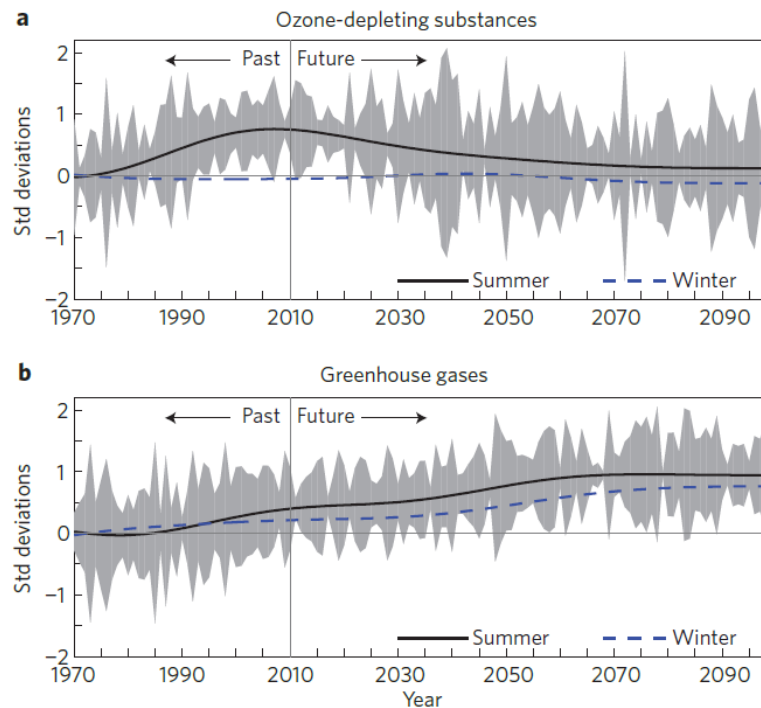 a
Ozone-depleting substances
Past Future
2
1
0
−1
−2
Std deviations
Summer Winter
1970 1990 2010 2030 2050 2070 2090
b
Greenhouse gases
Past Future
2
1
0
−1
−2
Std deviations
Summer Winter
1970 1990 2010 2030 2050 2070 2090
Year